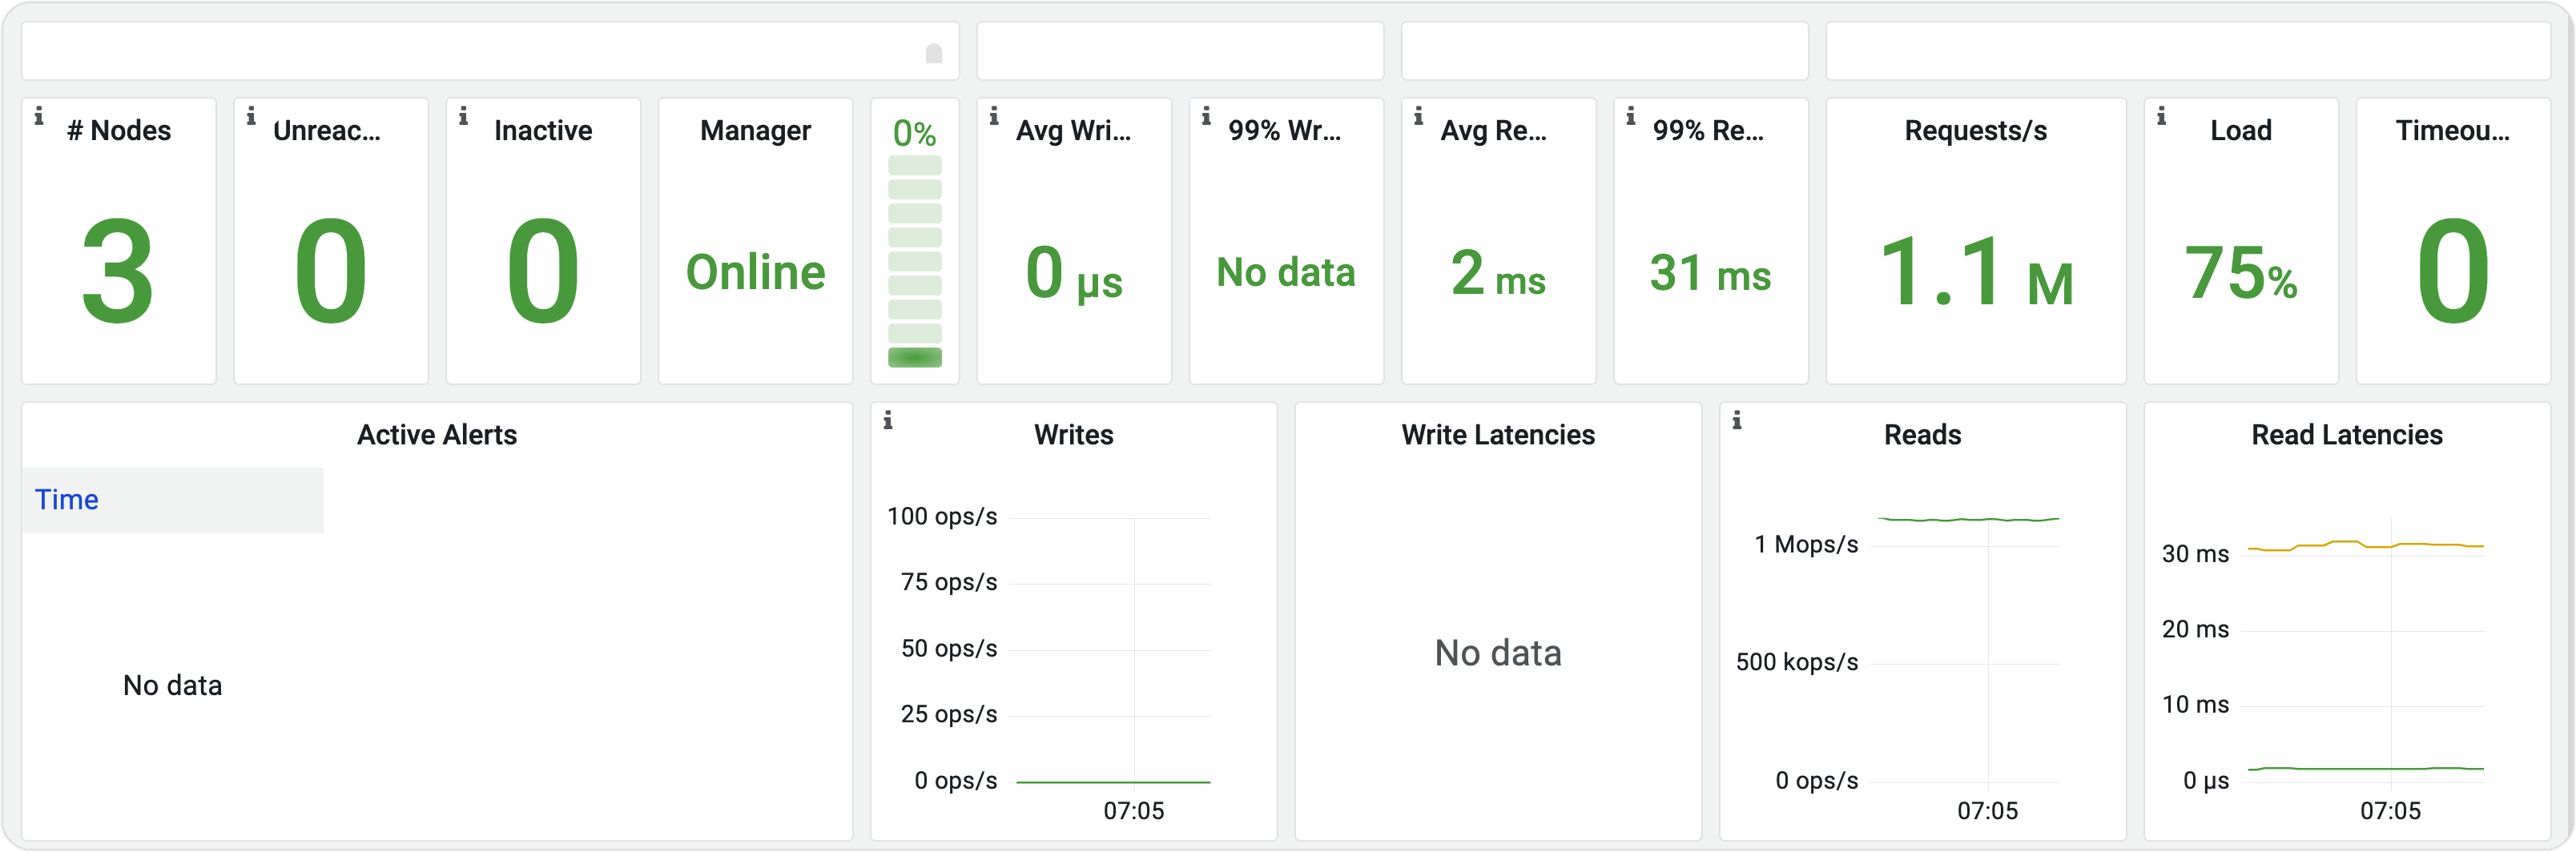 # Nodes
3
Unreac...
0
Inactive
0
Manager
Online
0%
Avg Wri...
0 µs
99% Wr...
No data
Avg Re...
2 ms
99% Re...
31 ms
Requests/s
1.1 M
Load
75%
Timeou...
0
Active Alerts
Time
No data
Writes
100 ops/s
75 ops/s
50 ops/s
25 ops/s
0 ops/s
07:05
Write Latencies
No data
Reads
1 Mops/s
500 kops/s
0 ops/s
07:05
Read Latencies
30 ms
20 ms
10 ms
0 µs
07:05